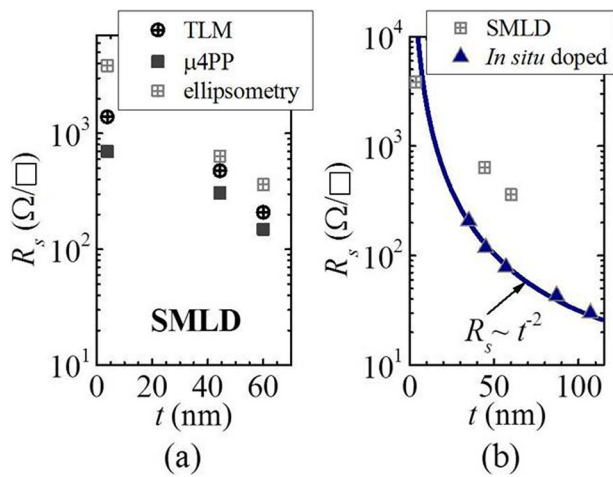 TLM
μ4PP
ellipsometry
10³
10²
10¹
R_s (Ω/□)
SMLD
0 20 40 60
t (nm)
(a)
SMLD
In situ doped
10⁴
10³
10²
10¹
R_s (Ω/□)
R_s ~ t⁻²
0 50 100
t (nm)
(b)